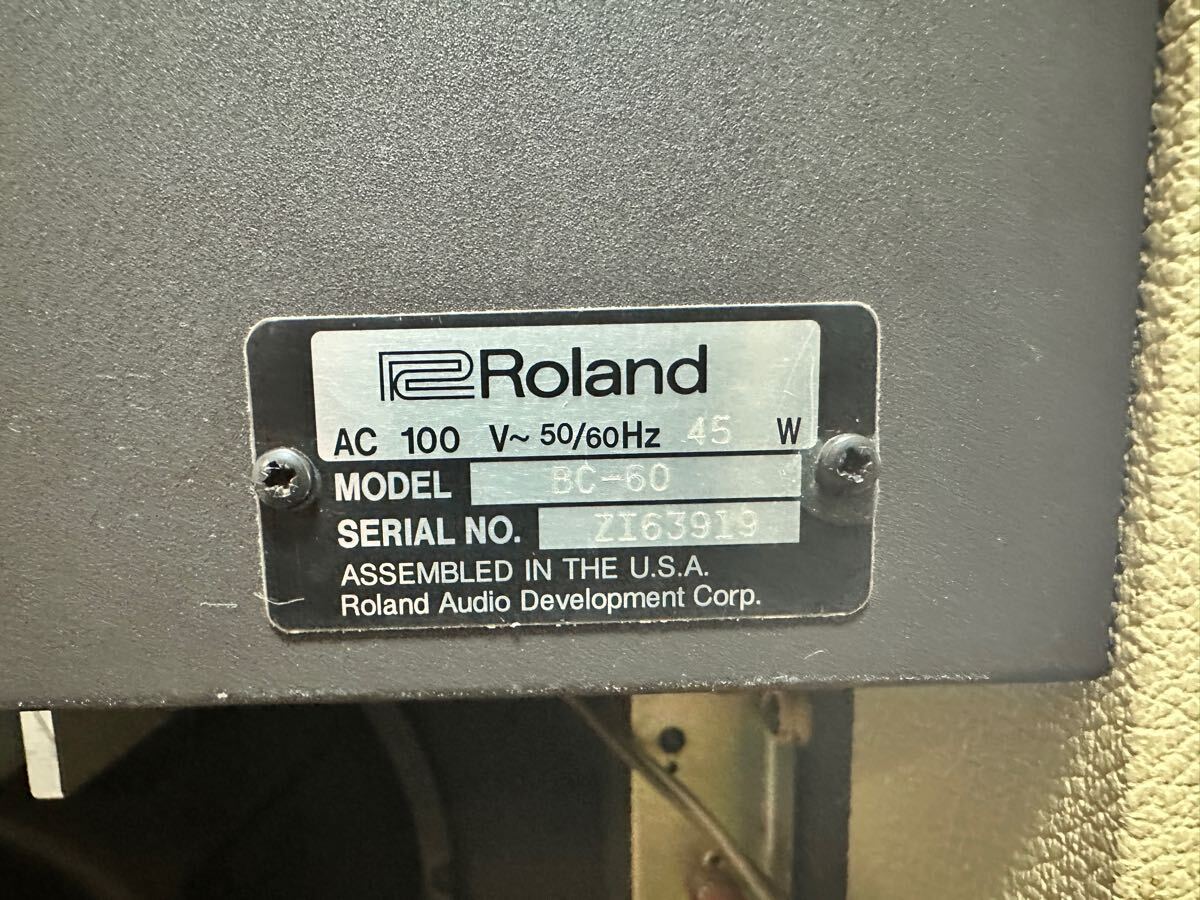 Roland
AC 100 V~ 50/60Hz 45 W
MODEL BC-60
SERIAL NO. ZI63919
ASSEMBLED IN THE U.S.A.
Roland Audio Development Corp.